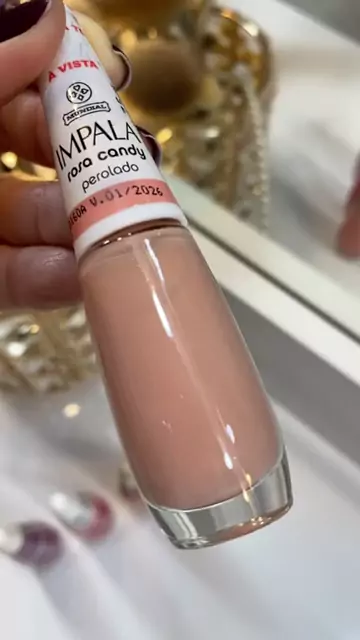 A VISTA
MUNDIAL
IMPALA
rosa candy
perolado
V.01/2026